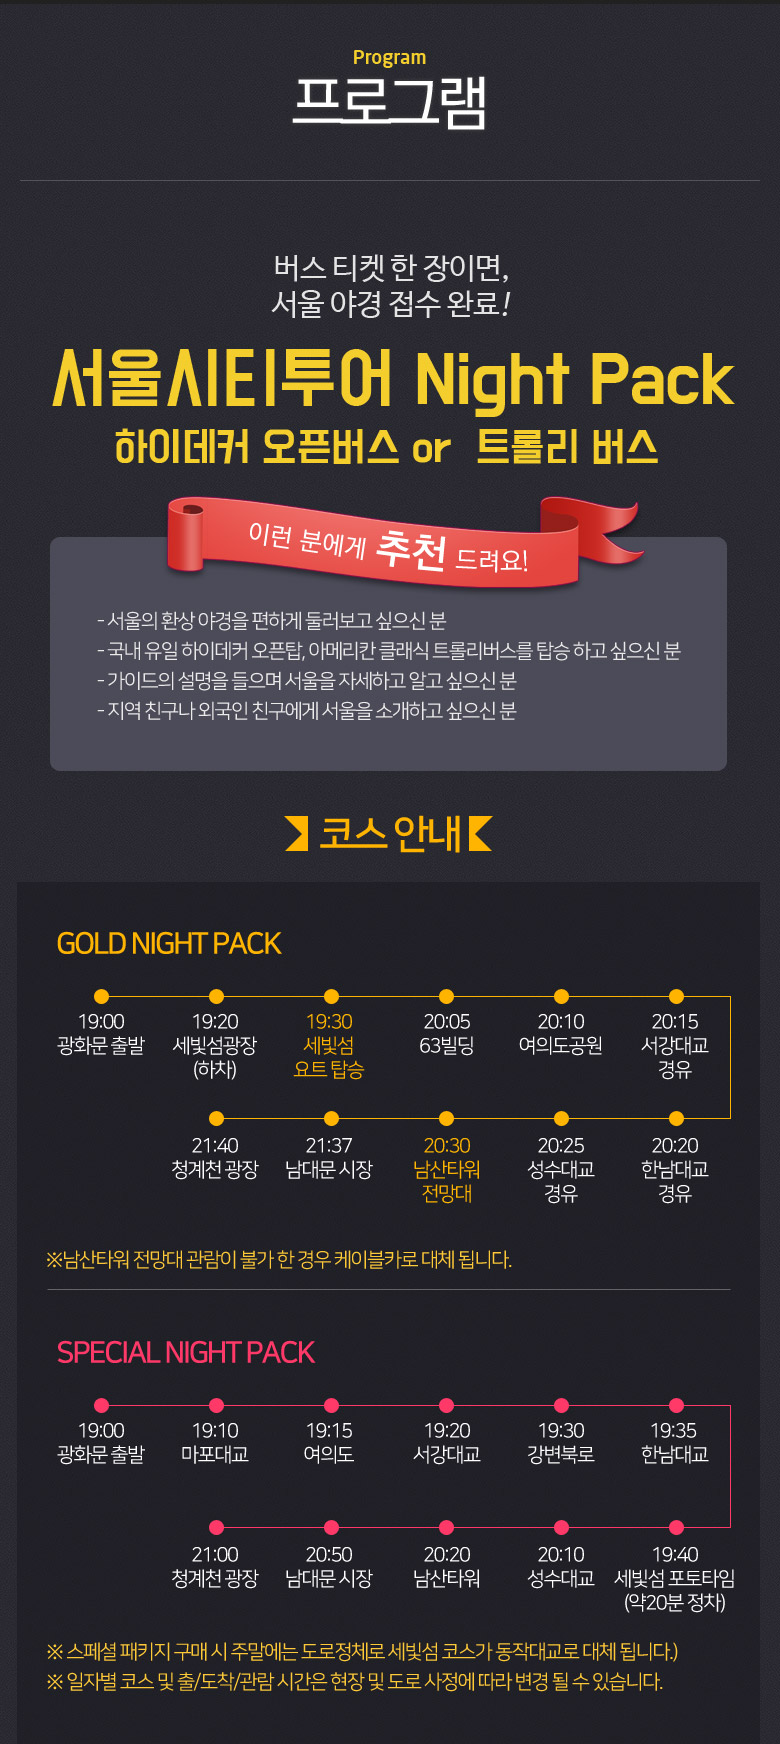 Program
프로그램
버스 티켓 한 장이면,
서울 야경 접수 완료!
서울시티투어 Night Pack
하이데커 오픈버스 or 트롤리 버스
이런 분에게 추천 드려요!
- 서울의 환상 야경을 편하게 둘러보고 싶으신 분
- 국내 유일 하이데커 오픈탑, 아메리칸 클래식 트롤리버스를 탑승 하고 싶으신 분
- 가이드의 설명을 들으며 서울을 자세하고 알고 싶으신 분
- 지역 친구나 외국인 친구에게 서울을 소개하고 싶으신 분
코스 안내
GOLD NIGHT PACK
19:00 19:20 19:30 20:05 20:10 20:15
광화문 출발 세빛섬광장 세빛섬 63빌딩 여의도공원 서강대교
(하차) 요트 탑승 경유
21:40 21:37 20:30 20:25 20:20
청계천 광장 남대문 시장 남산타워 성수대교 한남대교
전망대 경유 경유
※남산타워 전망대 관람이 불가 한 경우 케이블카로 대체 됩니다.
SPECIAL NIGHT PACK
19:00 19:10 19:15 19:20 19:30 19:35
광화문 출발 마포대교 여의도 서강대교 강변북로 한남대교
21:00 20:50 20:20 20:10 19:40
청계천 광장 남대문 시장 남산타워 성수대교 세빛섬 포토타임
(약20분 정차)
※ 스페셜 패키지 구매 시 주말에는 도로정체로 세빛섬 코스가 동작대교로 대체 됩니다.)
※ 일자별 코스 및 출/도착/관람 시간은 현장 및 도로 사정에 따라 변경 될 수 있습니다.